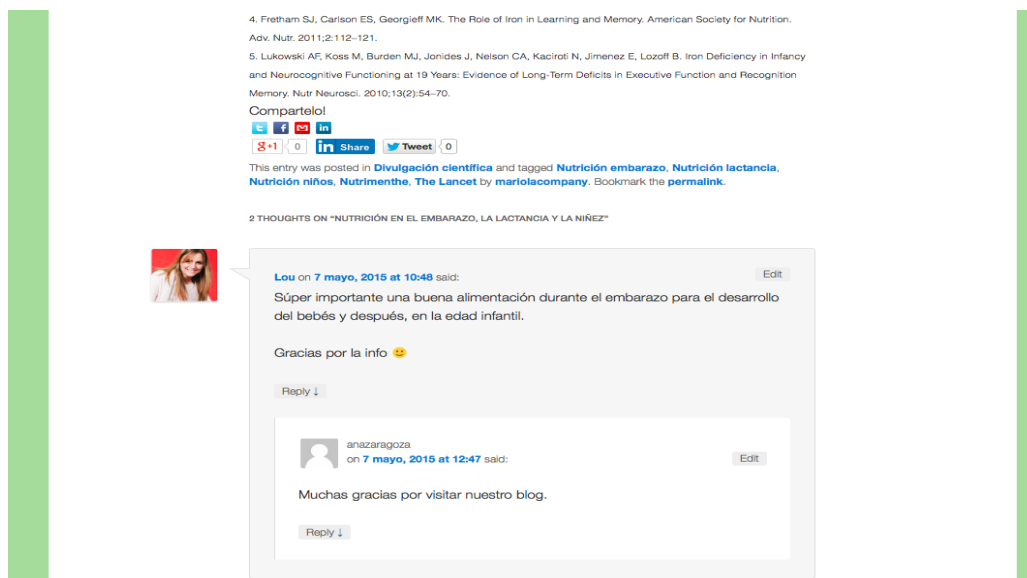 4. Fretham SJ, Carlson ES, Georgieff MK. The Role of Iron in Learning and Memory. American Society for Nutrition.
Adv. Nutr. 2011;2:112–121.
5. Lukowski AF, Koss M, Burden MJ, Jonides J, Nelson CA, Kaciroti N, Jimenez E, Lozoff B. Iron Deficiency in Infancy
and Neurocognitive Functioning at 19 Years: Evidence of Long-Term Deficits in Executive Function and Recognition
Memory. Nutr Neurosci. 2010;13(2):54–70.
Compartelo!
g+1 0 in Share Tweet 0
This entry was posted in Divulgación científica and tagged Nutrición embarazo, Nutrición lactancia,
Nutrición niños, Nutrimenthe, The Lancet by mariolacompany. Bookmark the permalink.
2 THOUGHTS ON “NUTRICIÓN EN EL EMBARAZO, LA LACTANCIA Y LA NIÑEZ”
Lou on 7 mayo, 2015 at 10:48 said: Edit
Súper importante una buena alimentación durante el embarazo para el desarrollo
del bebés y después, en la edad infantil.
Gracias por la info 🙂
Reply ↓
anazaragoza
on 7 mayo, 2015 at 12:47 said: Edit
Muchas gracias por visitar nuestro blog.
Reply ↓